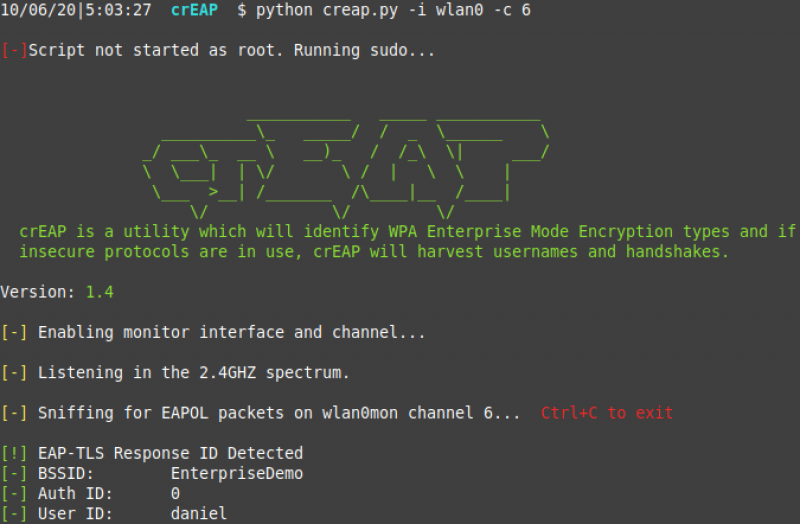 10/06/20|5:03:27  crEAP  $ python creap.py -i wlan0 -c 6
[-]Script not started as root. Running sudo...
crEAP
crEAP is a utility which will identify WPA Enterprise Mode Encryption types and if
insecure protocols are in use, crEAP will harvest usernames and handshakes.
Version: 1.4
[-] Enabling monitor interface and channel...
[-] Listening in the 2.4GHZ spectrum.
[-] Sniffing for EAPOL packets on wlan0mon channel 6...  Ctrl+C to exit
[!] EAP-TLS Response ID Detected
[-] BSSID:        EnterpriseDemo
[-] Auth ID:      0
[-] User ID:      daniel